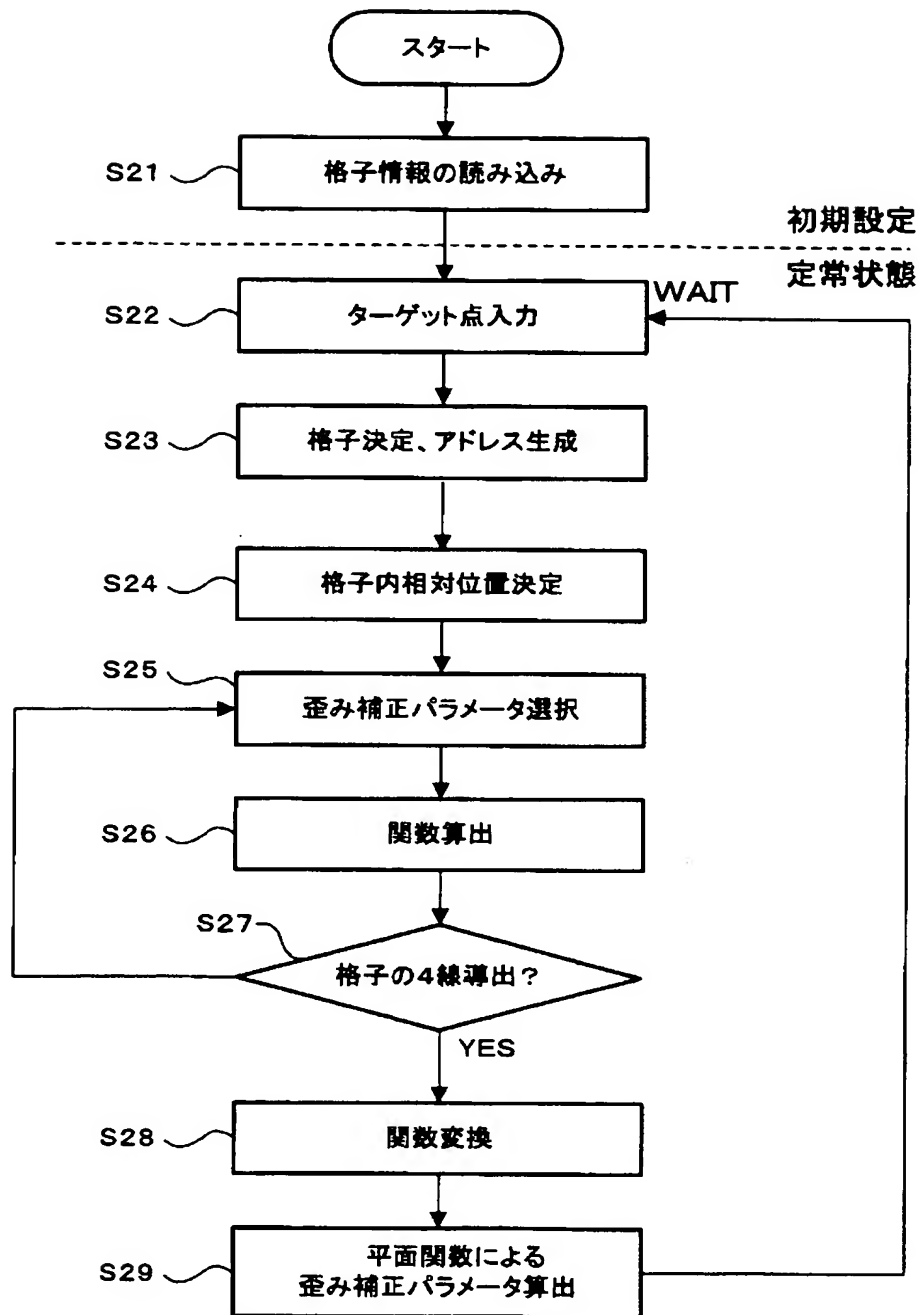 スタート
S21
格子情報の読み込み
初期設定
定常状態
WAIT
S22
ターゲット点入力
S23
格子決定、アドレス生成
S24
格子内相対位置決定
S25
歪み補正パラメータ選択
S26
関数算出
S27
格子の4線導出？
YES
S28
関数変換
S29
平面関数による
歪み補正パラメータ算出